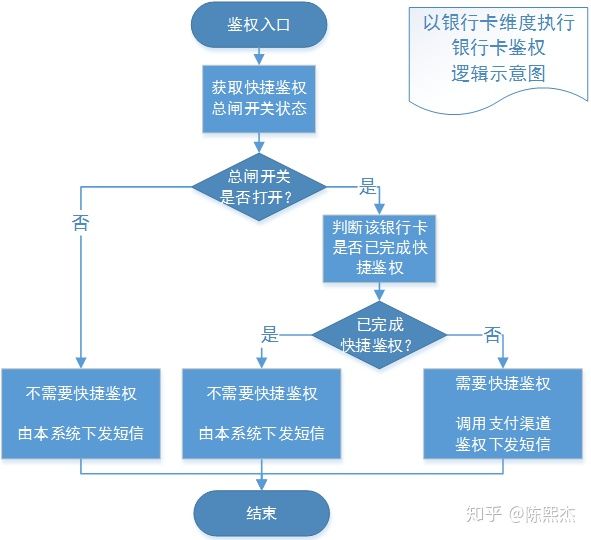 鉴权入口
以银行卡维度执行
银行卡鉴权
逻辑示意图
获取快捷鉴权
总闸开关状态
总闸开关
是否打开？
否
是
判断该银行卡
是否已完成快
捷鉴权
已完成
快捷鉴权？
是
否
不需要快捷鉴权
由本系统下发短信
不需要快捷鉴权
由本系统下发短信
需要快捷鉴权
调用支付渠道
鉴权下发短信
结束
知乎 @陈熙杰